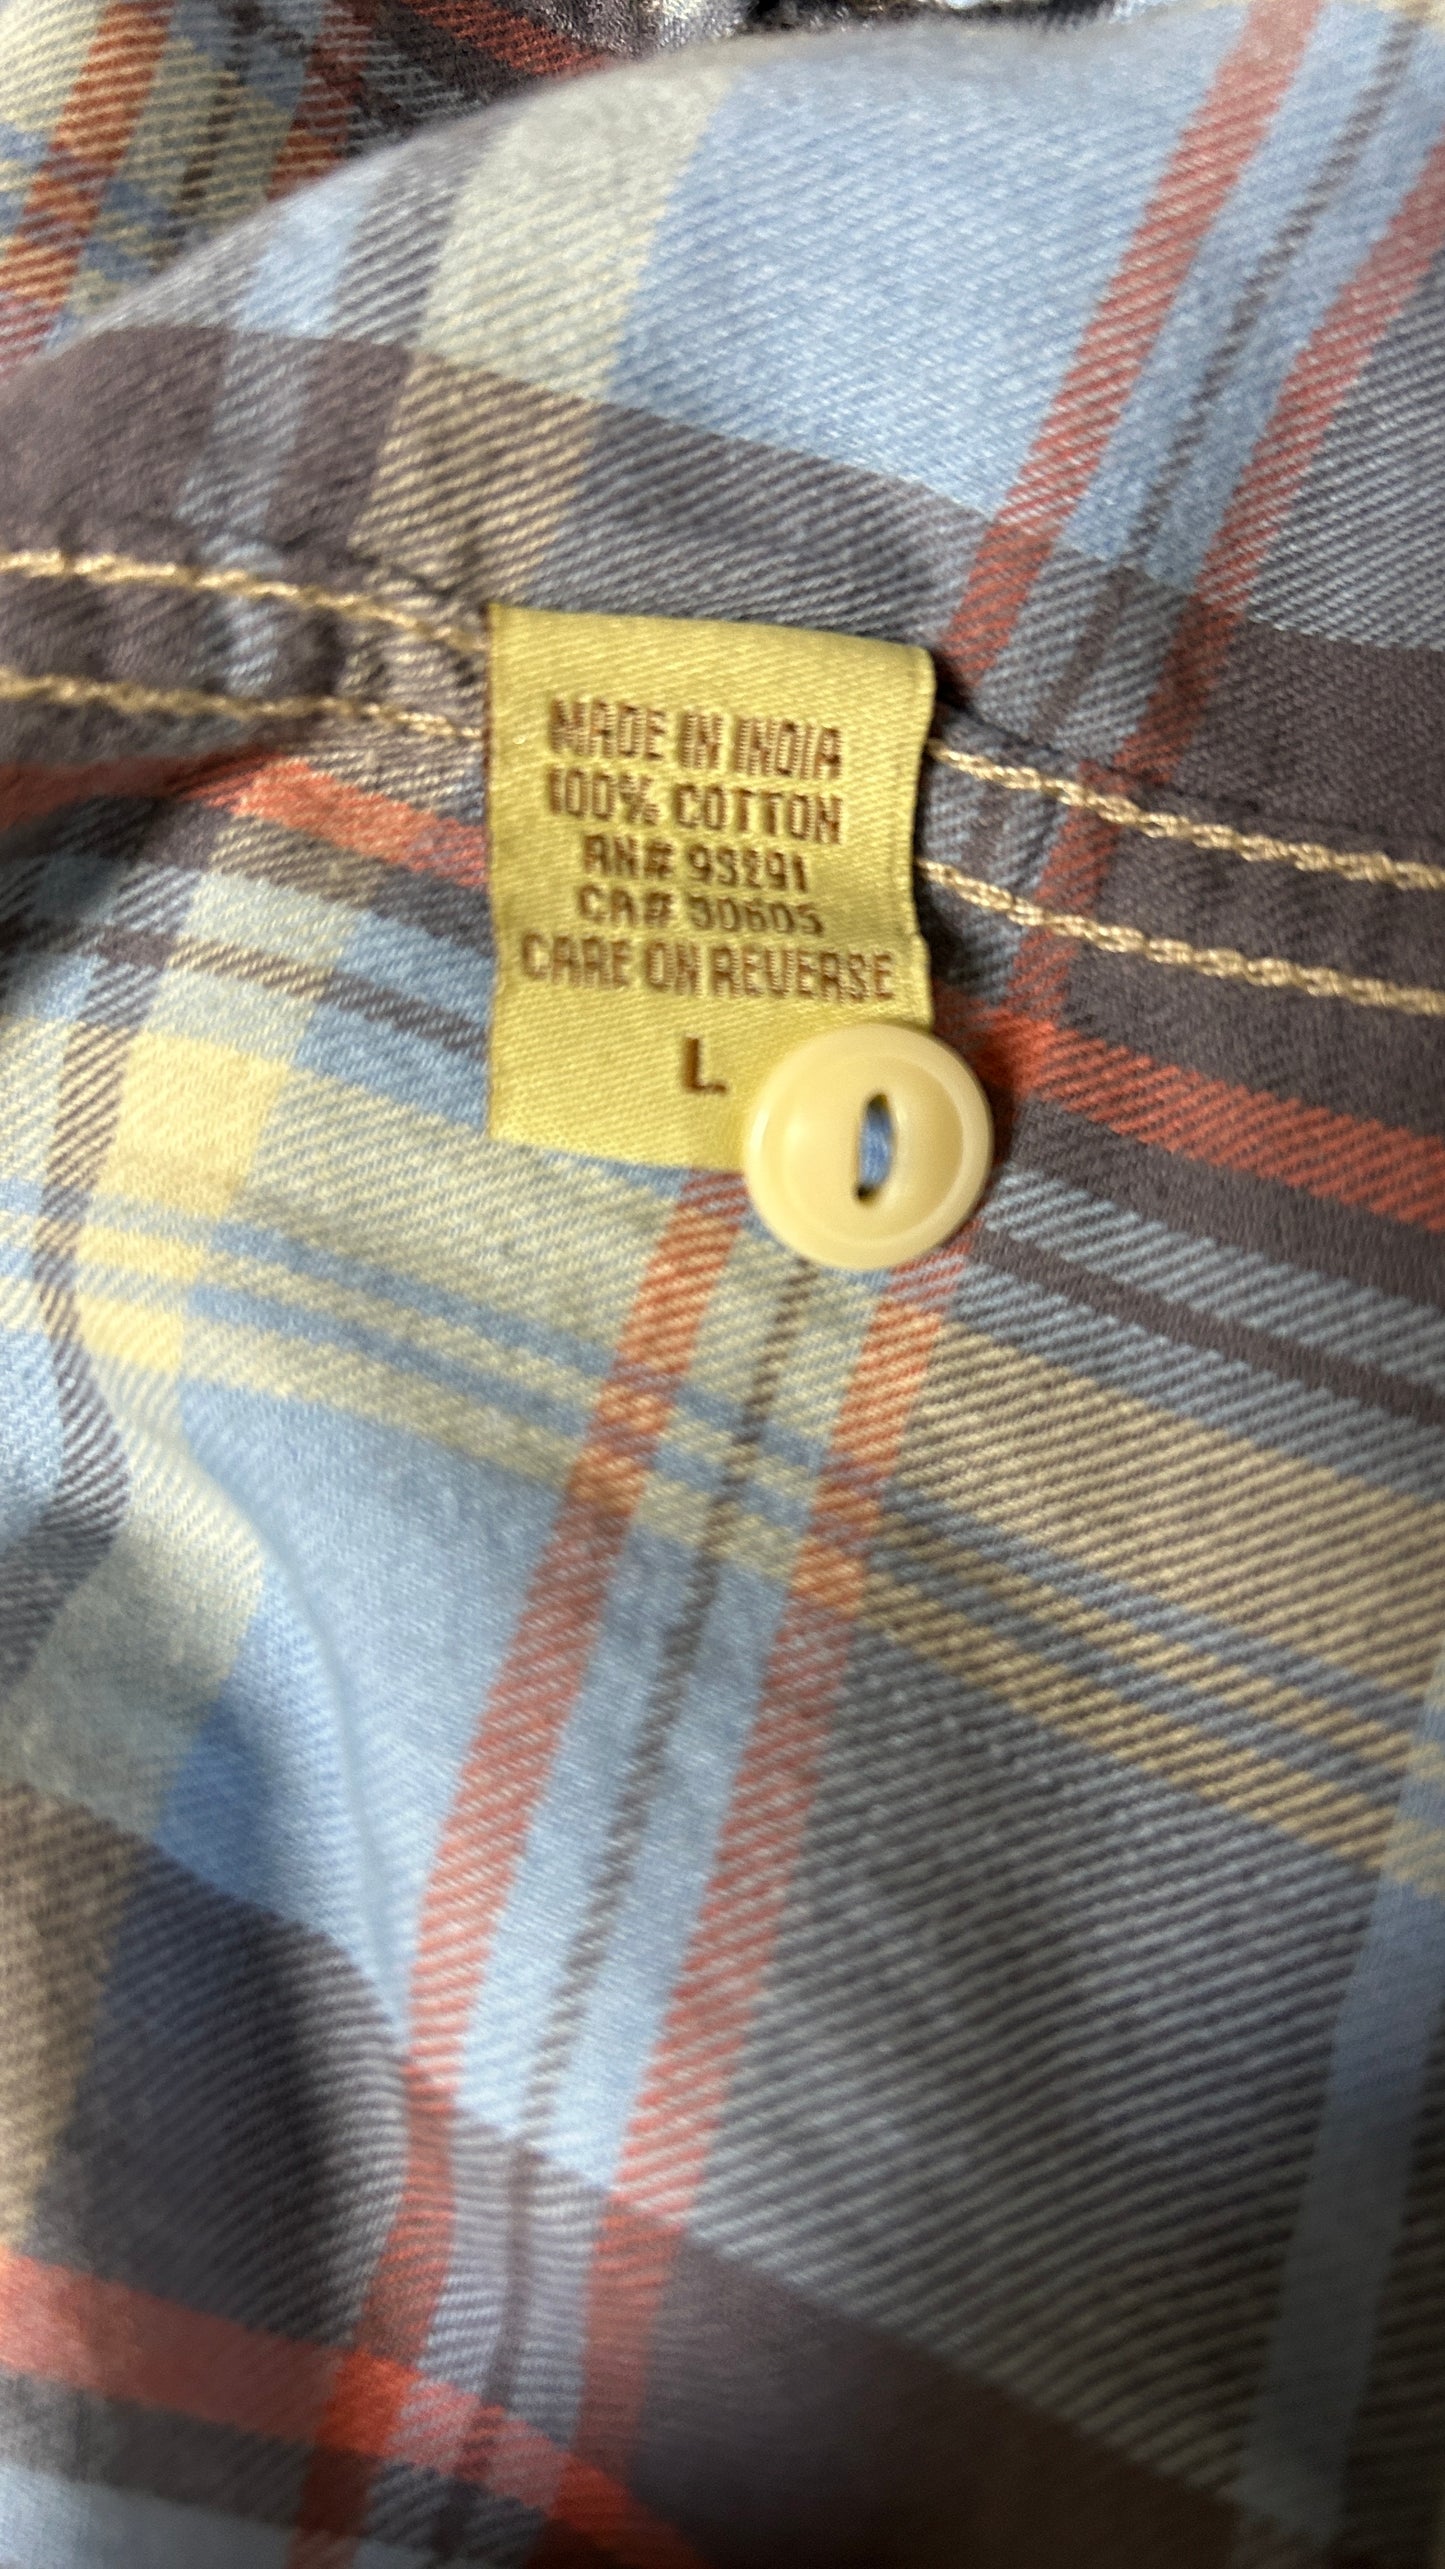 MADE IN INDIA
100% COTTON
RN# 93291
CA# 30605
CARE ON REVERSE
L